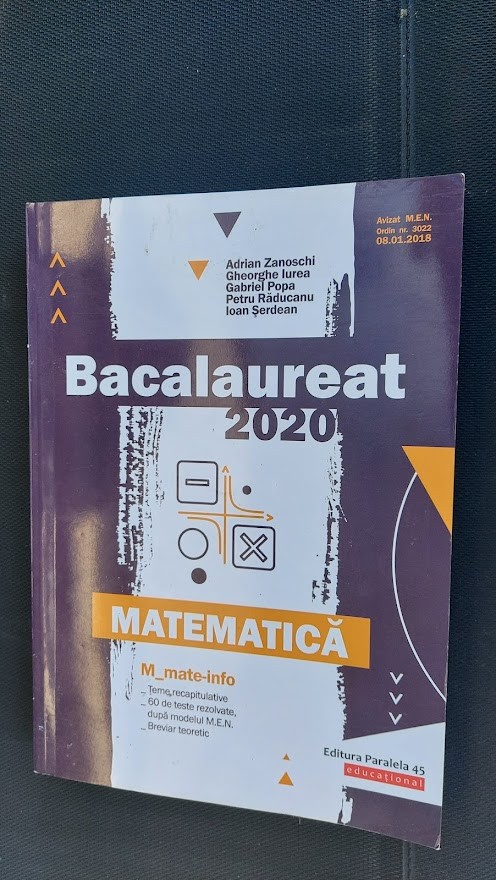 Avizat M.E.N.
Ordin nr. 3022
08.01.2018
Adrian Zanoschi
Gheorghe Iurea
Gabriel Popa
Petru Răducanu
Ioan Șerdean
Bacalaureat
2020
MATEMATICĂ
M_mate-info
_ Teme recapitulative
_ 60 de teste rezolvate,
după modelul M.E.N.
_ Breviar teoretic
Editura Paralela 45
educațional